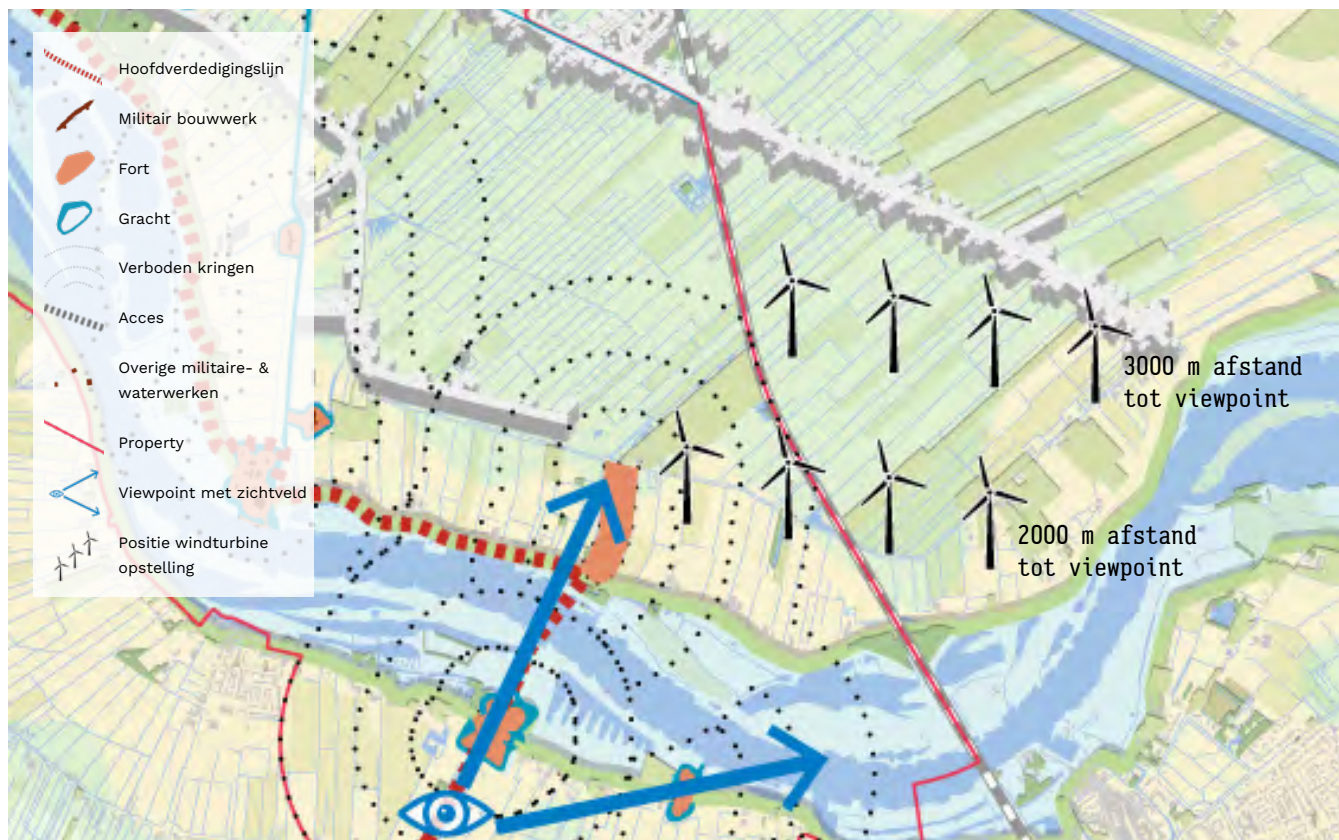 Hoofdverdedigingslijn
Militair bouwwerk
Fort
Gracht
Verboden kringen
Acces
Overige militaire- &
waterwerken
Property
Viewpoint met zichtveld
Positie windturbine
opstelling
3000 m afstand
tot viewpoint
2000 m afstand
tot viewpoint